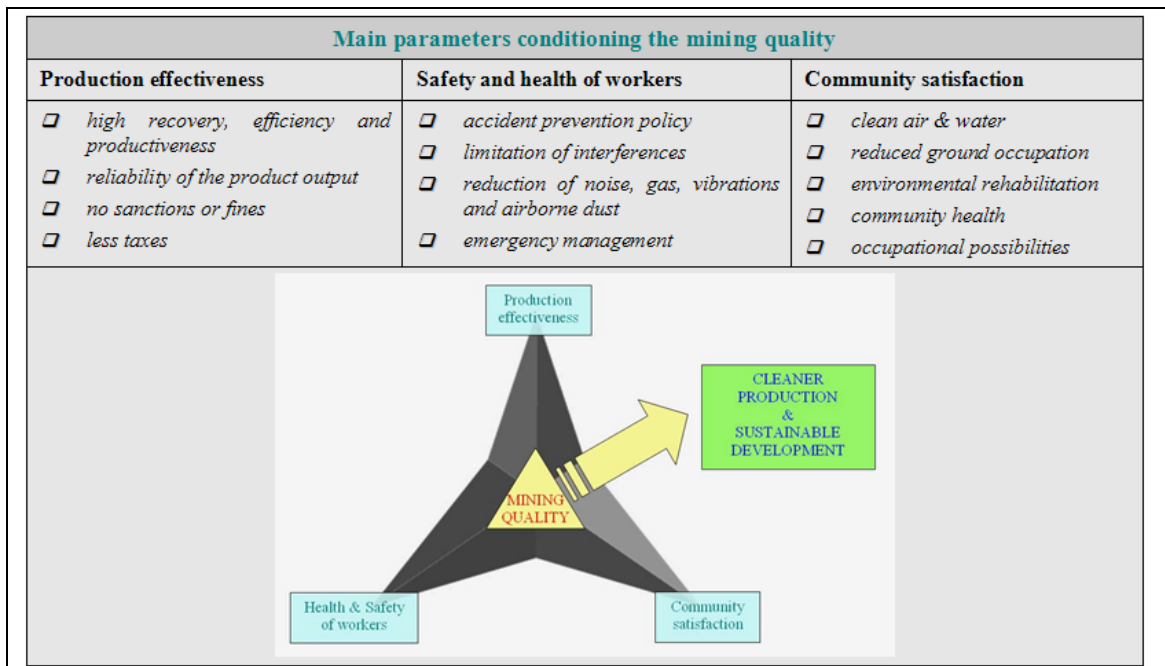 Main parameters conditioning the mining quality
Production effectiveness
high recovery, efficiency and
productiveness
reliability of the product output
no sanctions or fines
less taxes
Safety and health of workers
accident prevention policy
limitation of interferences
reduction of noise, gas, vibrations
and airborne dust
emergency management
Community satisfaction
clean air & water
reduced ground occupation
environmental rehabilitation
community health
occupational possibilities
Production
effectiveness
CLEANER
PRODUCTION
&
SUSTAINABLE
DEVELOPMENT
MINING
QUALITY
Health & Safety
of workers
Community
satisfaction